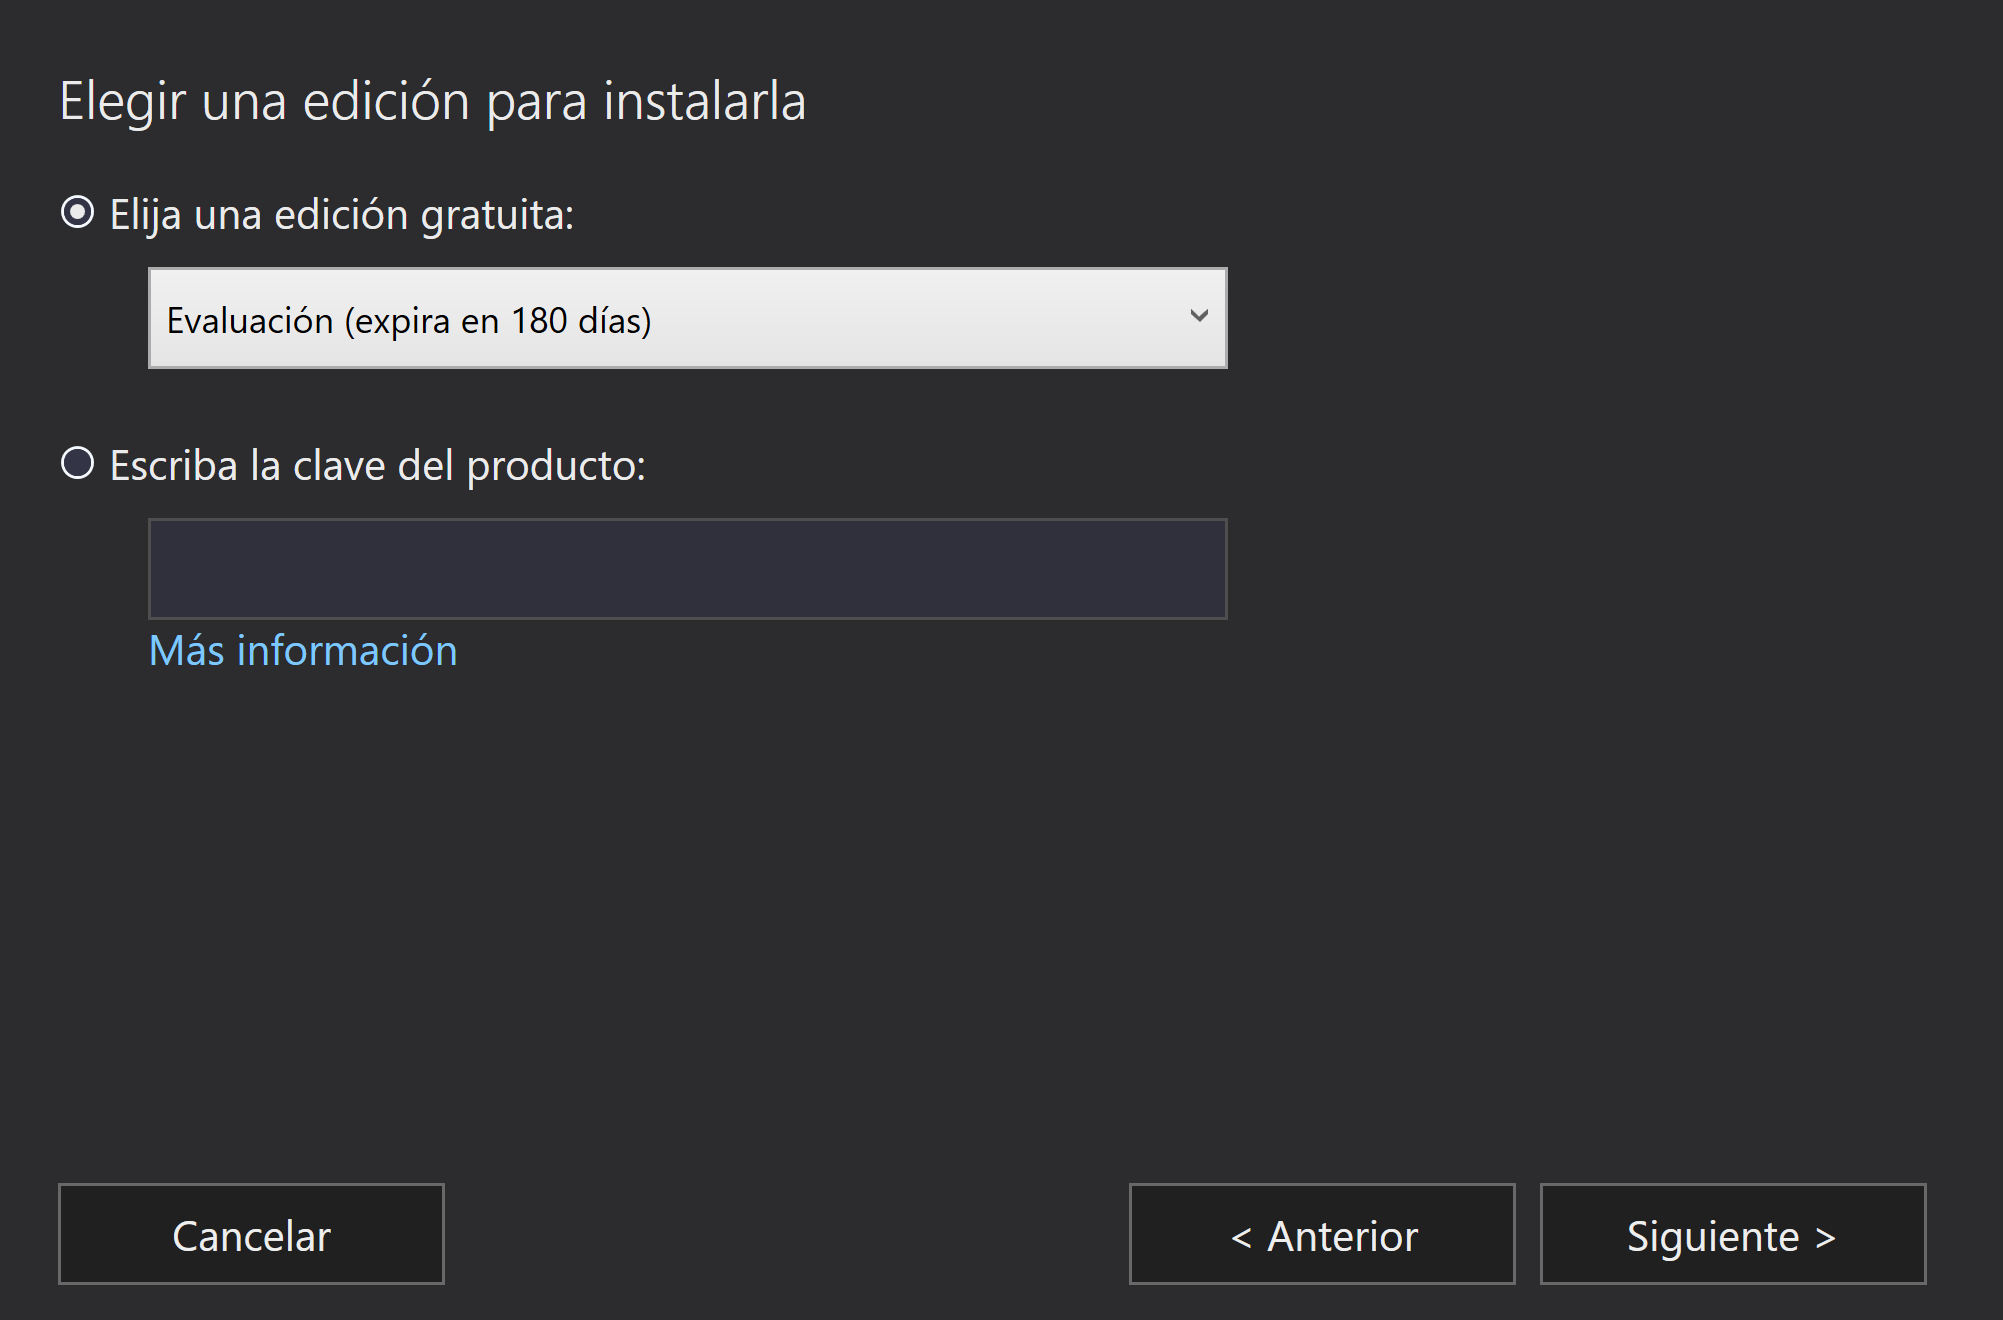 Elegir una edición para instalarla
Elija una edición gratuita:
Evaluación (expira en 180 días)
Escriba la clave del producto:
Más información
Cancelar
< Anterior
Siguiente >